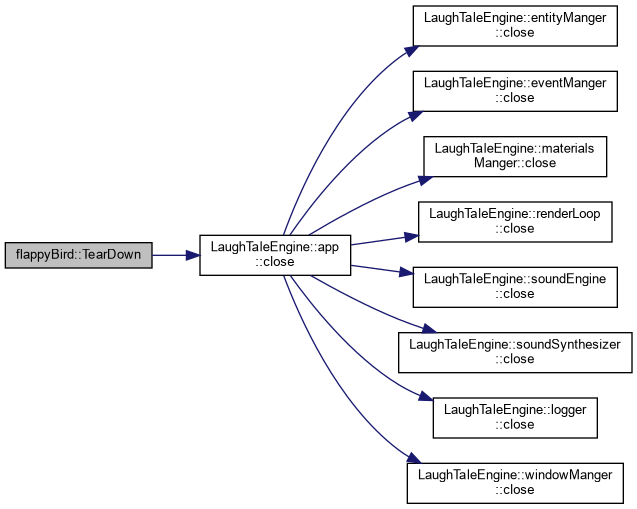 LaughTaleEngine::entityManger
::close
LaughTaleEngine::eventManger
::close
LaughTaleEngine::materials
Manger::close
LaughTaleEngine::renderLoop
::close
flappyBird::TearDown
LaughTaleEngine::app
::close
LaughTaleEngine::soundEngine
::close
LaughTaleEngine::soundSynthesizer
::close
LaughTaleEngine::logger
::close
LaughTaleEngine::windowManger
::close